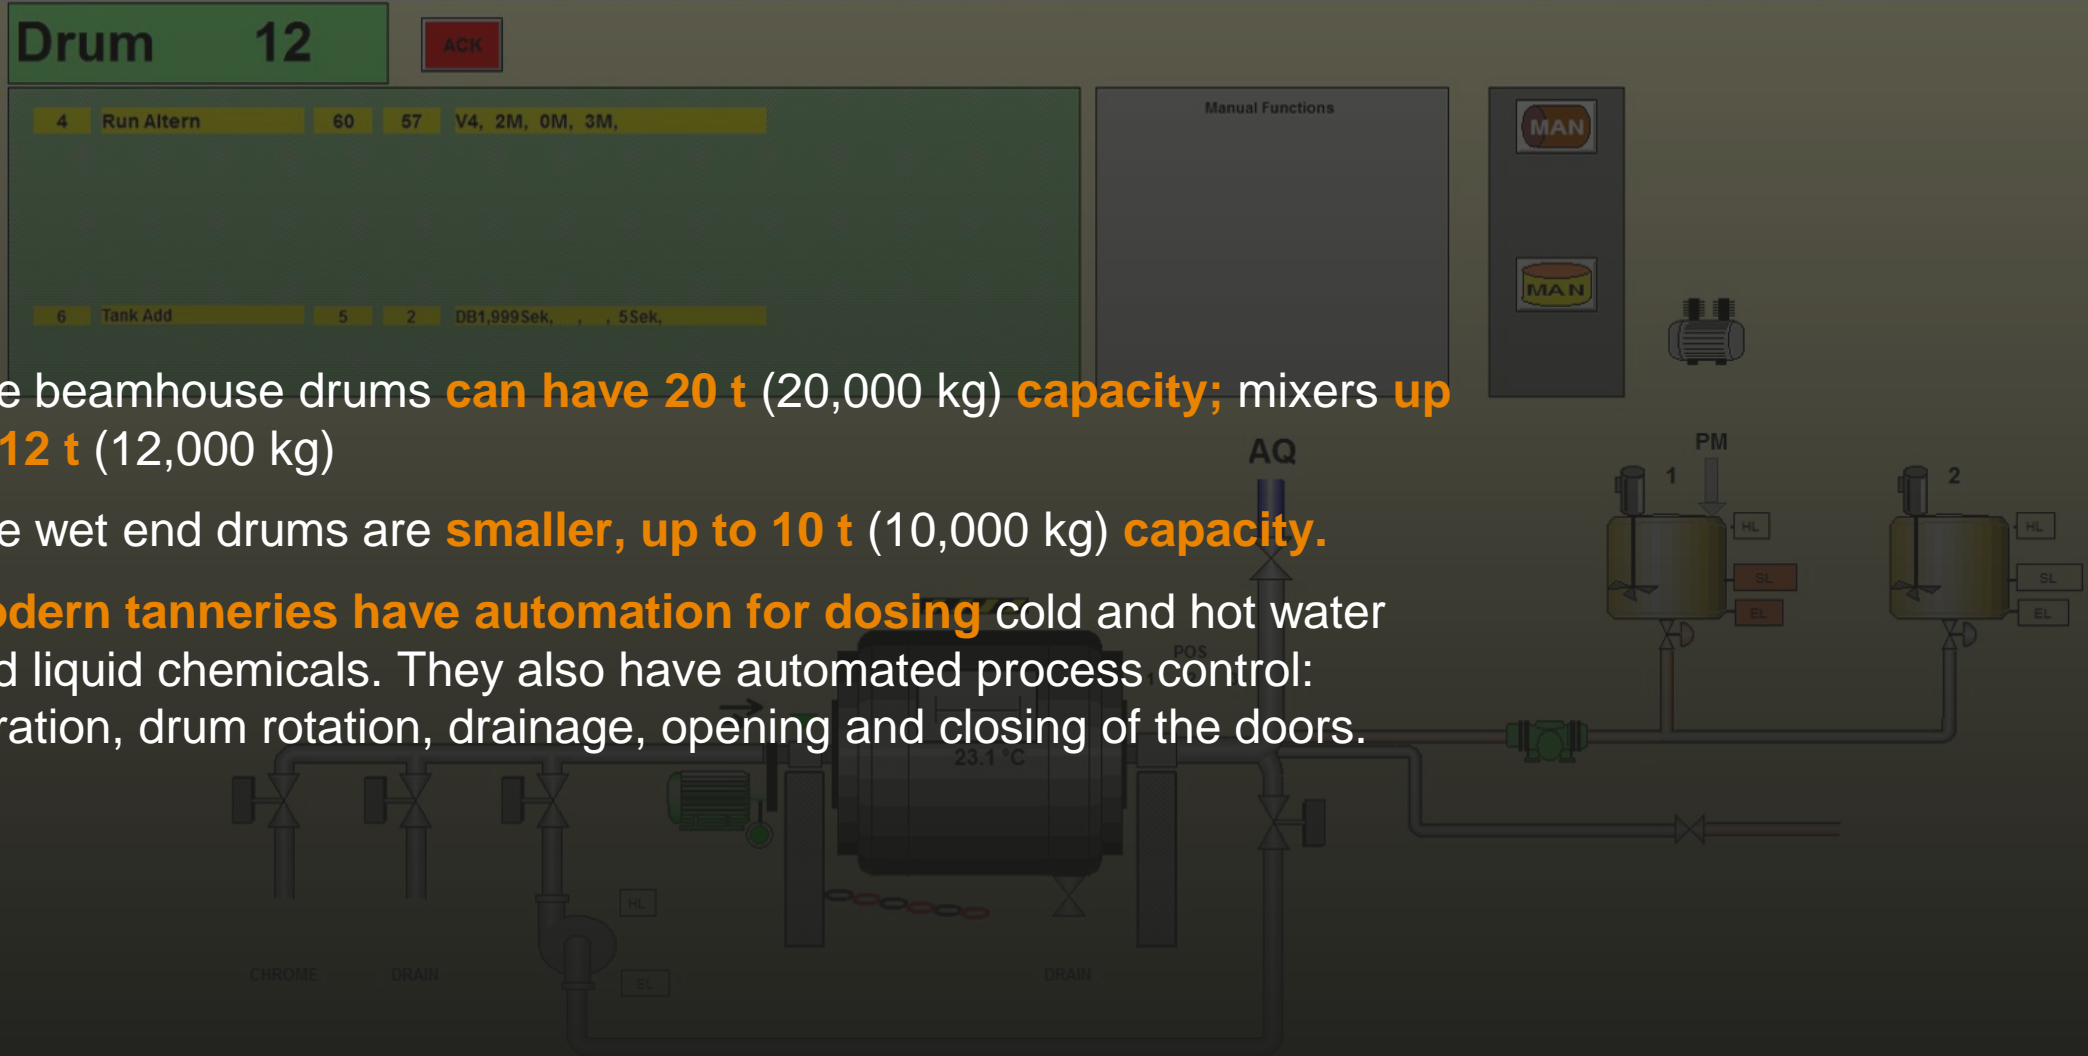 Drum 12
ACK
Manual Functions
4 Run Altern 60 57 V4, 2M, 0M, 3M,
MAN
MAN
6 Tank Add 5 2 DB1,999Sek, , , 5Sek,
e beamhouse drums can have 20 t (20,000 kg) capacity; mixers up
12 t (12,000 kg)
AQ
PM
1
2
HL
HL
e wet end drums are smaller, up to 10 t (10,000 kg) capacity.
SL
SL
EL
EL
odern tanneries have automation for dosing cold and hot water
d liquid chemicals. They also have automated process control:
POS
1
ration, drum rotation, drainage, opening and closing of the doors.
23.1 °C
HL
CHROME
DRAIN
EL
DRAIN